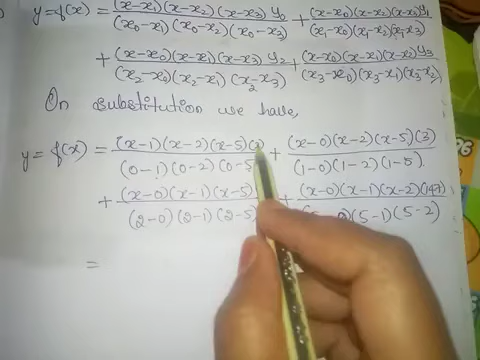 y=f(x) = (x-x₁)(x-x₂)(x-x₃) y₀ / (x₀-x₁)(x₀-x₂)(x₀-x₃) + (x-x₀)(x-x₂)(x-x₃)y₁ / (x₁-x₀)(x₁-x₂)(x₁-x₃)
+ (x-x₀)(x-x₁)(x-x₃) y₂ / (x₂-x₀)(x₂-x₁)(x₂-x₃) + (x-x₀)(x-x₁)(x-x₂)y₃ / (x₃-x₀)(x₃-x₁)(x₃-x₂)
On substitution we have,
y = f(x) = (x-1)(x-2)(x-5) / (0-1)(0-2)(0-5 + (x-0)(x-2)(x-5)(3) / (1-0)(1-2)(1-5).
+ (x-0)(x-1)(x-5) / (2-0)(2-1)(2-5) + (x-0)(x-1)(x-2)(147) / -0)(5-1)(5-2)
=